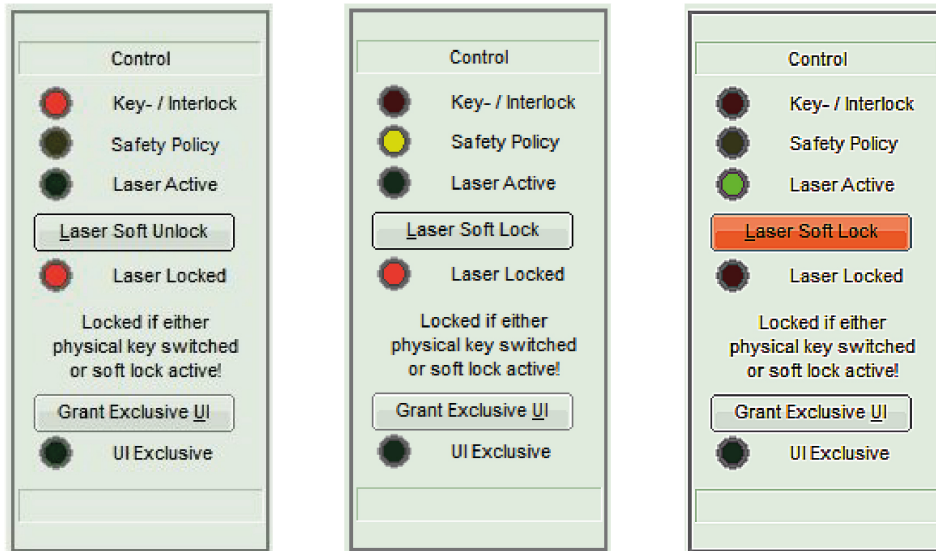 Control
Key- / Interlock
Safety Policy
Laser Active
Laser Soft Unlock
Laser Locked
Locked if either
physical key switched
or soft lock active!
Grant Exclusive UI
UI Exclusive
Control
Key- / Interlock
Safety Policy
Laser Active
Laser Soft Lock
Laser Locked
Locked if either
physical key switched
or soft lock active!
Grant Exclusive UI
UI Exclusive
Control
Key- / Interlock
Safety Policy
Laser Active
Laser Soft Lock
Laser Locked
Locked if either
physical key switched
or soft lock active!
Grant Exclusive UI
UI Exclusive